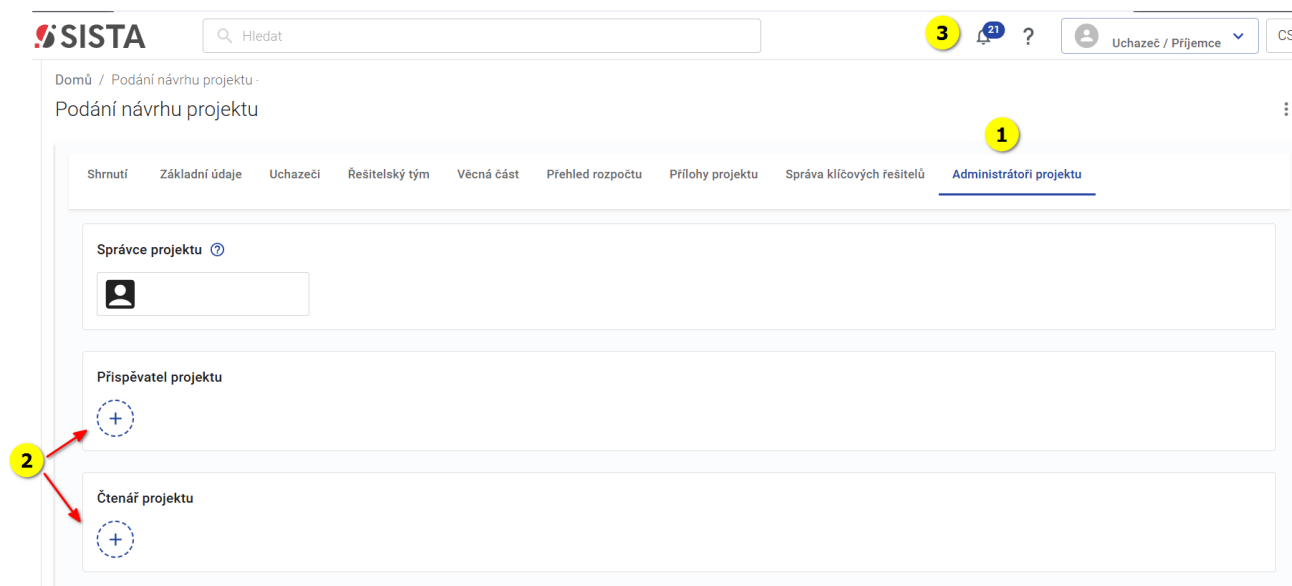 SISTA
Hledat
3
21
?
Uchazeč / Příjemce
CS
Domů / Podání návrhu projektu -
Podání návrhu projektu
1
Shrnutí Základní údaje Uchazeči Řešitelský tým Věcná část Přehled rozpočtu Přílohy projektu Správa klíčových řešitelů Administrátoři projektu
Správce projektu ?
Přispěvatel projektu
+
2
Čtenář projektu
+